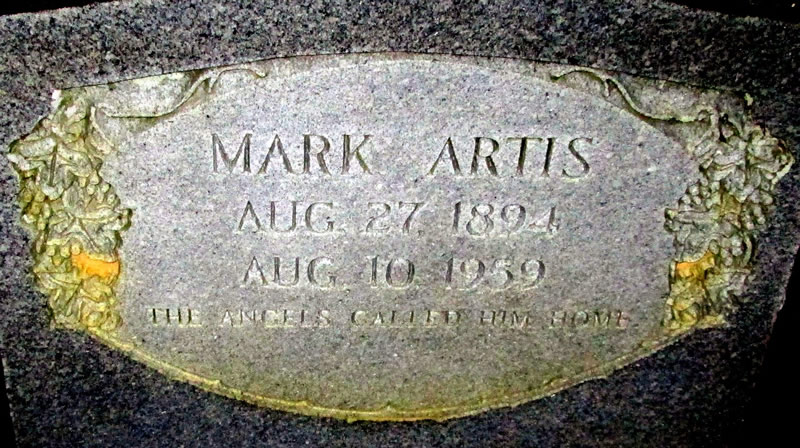 MARK ARTIS
AUG. 27, 1894
AUG. 10, 1959
THE ANGELS CALLED HIM HOME